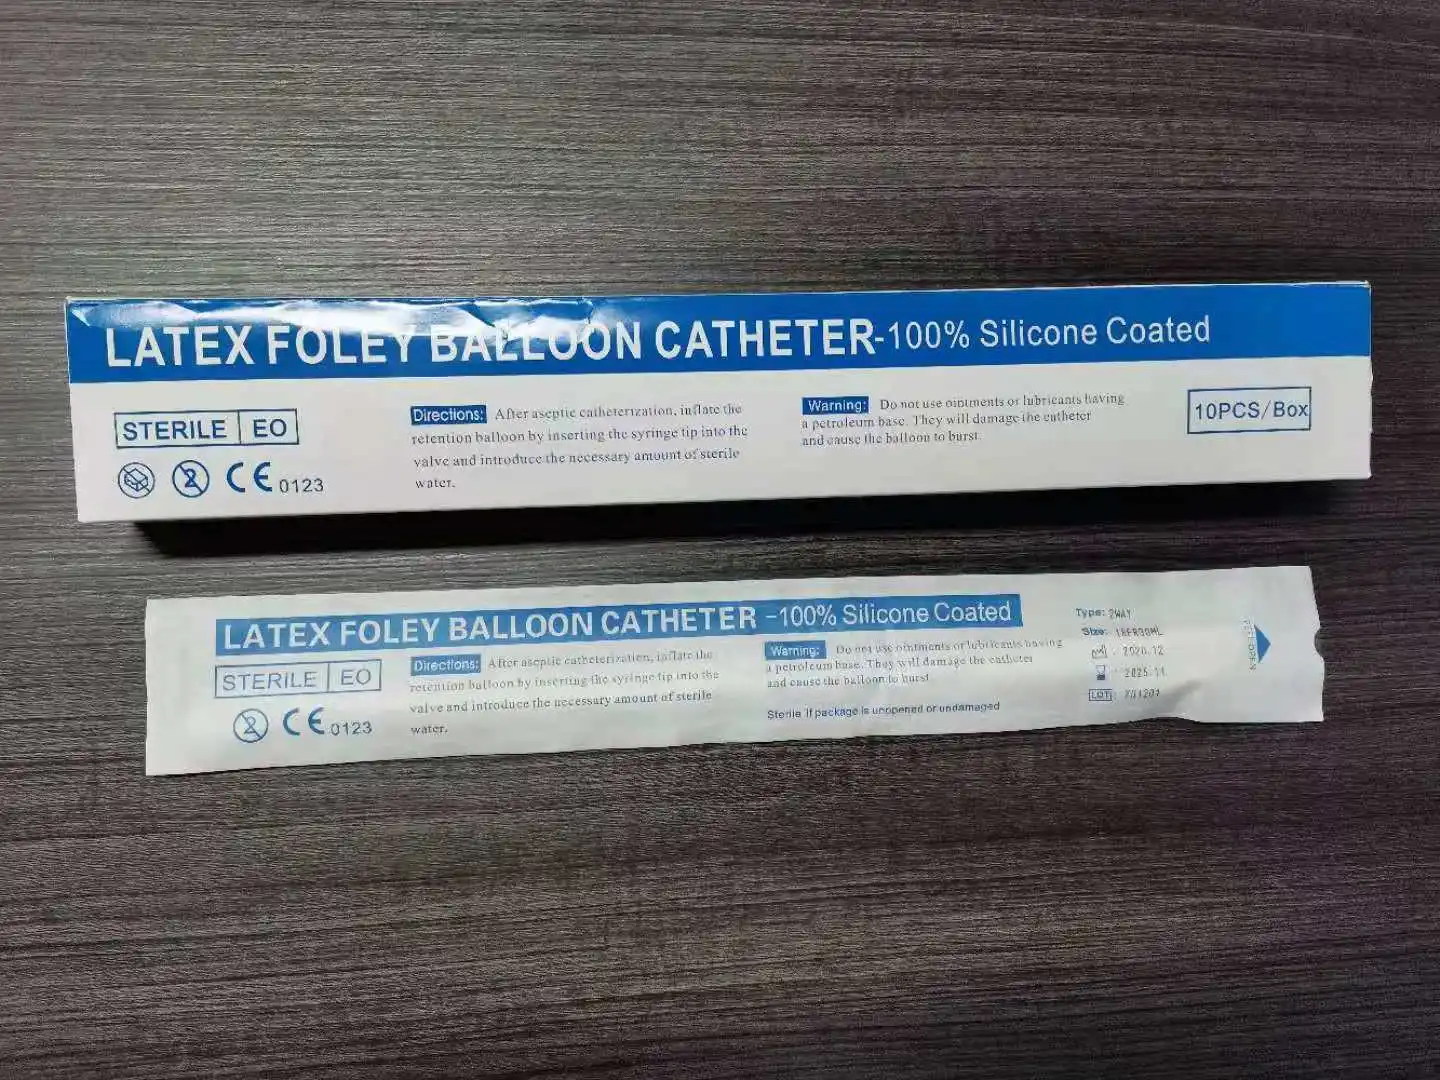 LATEX FOLEY BALLOON CATHETER-100% Silicone Coated
STERILE EO
Directions: After aseptic catheterization, inflate the
retention balloon by inserting the syringe tip into the
valve and introduce the necessary amount of sterile
water.
Warning: Do not use ointments or lubricants having
a petroleum base. They will damage the catheter
and cause the balloon to burst.
10PCS/Box
2 CE 0123
LATEX FOLEY BALLOON CATHETER -100% Silicone Coated
STERILE EO
2 CE 0123
Directions: After aseptic catheterization, inflate the
retention balloon by inserting the syringe tip into the
valve and introduce the necessary amount of sterile
water.
Warning: Do not use ointments or lubricants having
a petroleum base. They will damage the catheter
and cause the balloon to burst.
Sterile if package is unopened or undamaged
Type: 2WAY
Size: 18FR30ML
2020.12
2025.11
LOT